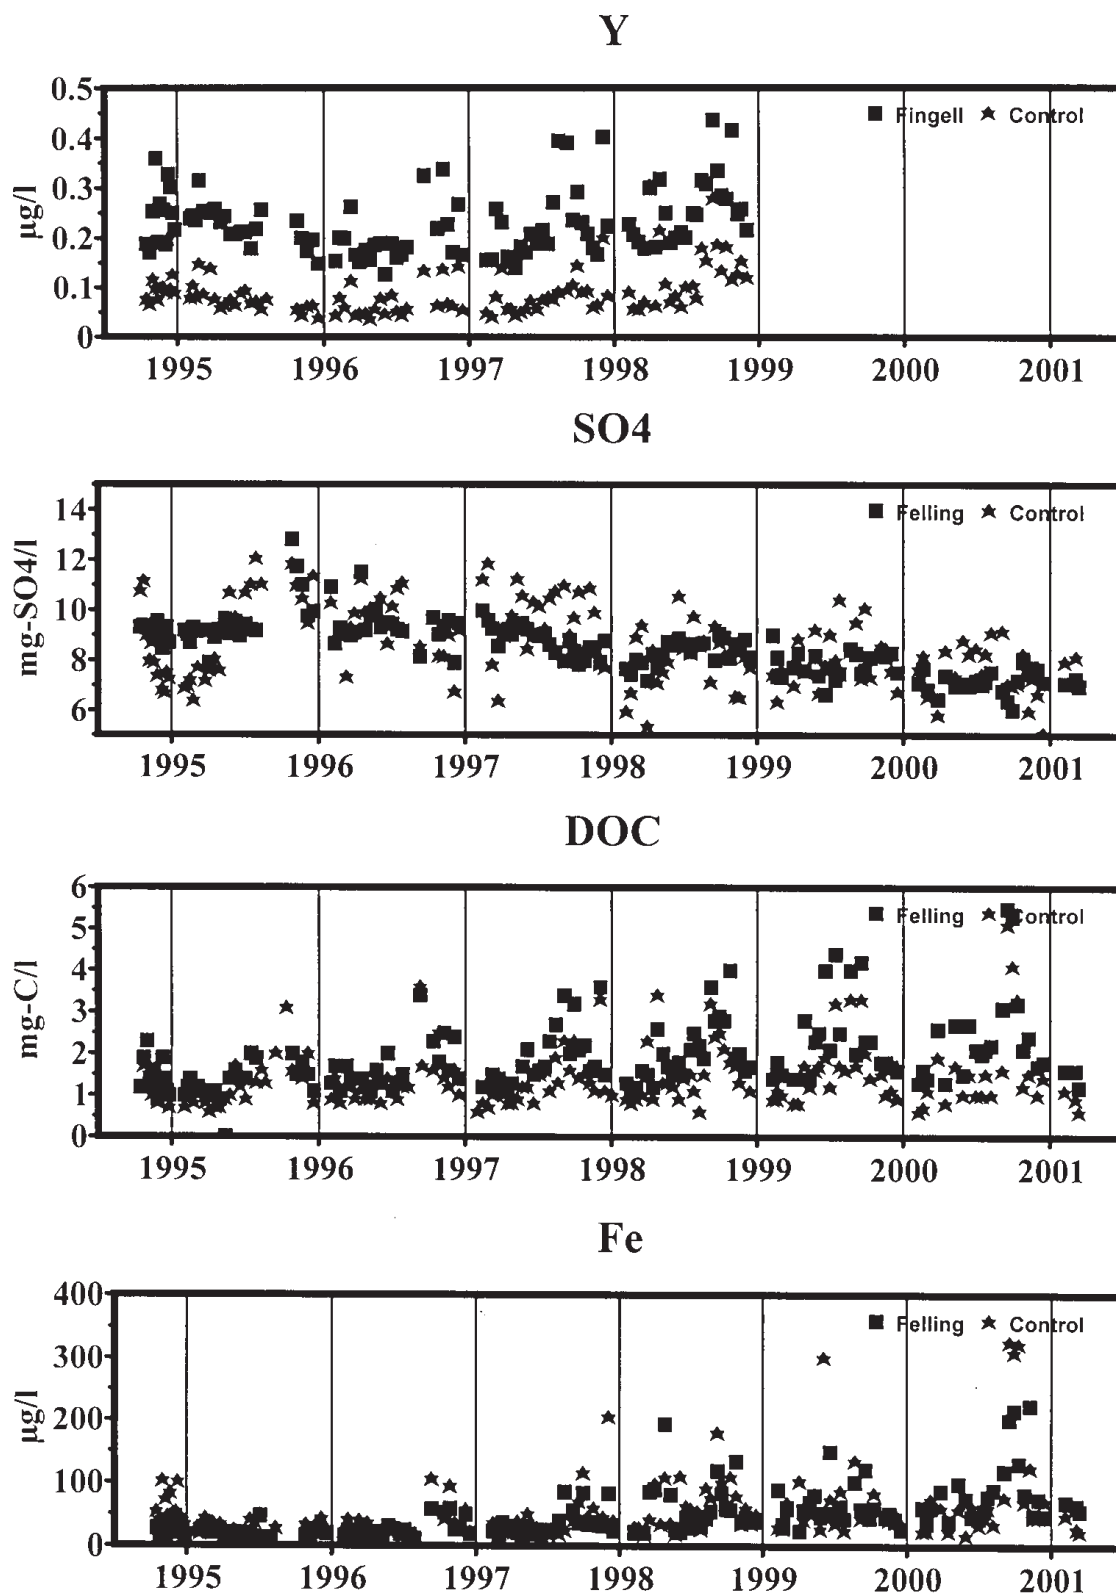 Y
0.5
Fingell Control
0.4
0.3
0.2
0.1
0
µg/l
1995 1996 1997 1998 1999 2000 2001
SO4
14
Felling Control
12
10
8
6
mg-SO4/l
1995 1996 1997 1998 1999 2000 2001
DOC
6
Felling Control
5
4
3
2
1
0
mg-C/l
1995 1996 1997 1998 1999 2000 2001
Fe
400
Felling Control
300
200
100
0
µg/l
1995 1996 1997 1998 1999 2000 2001